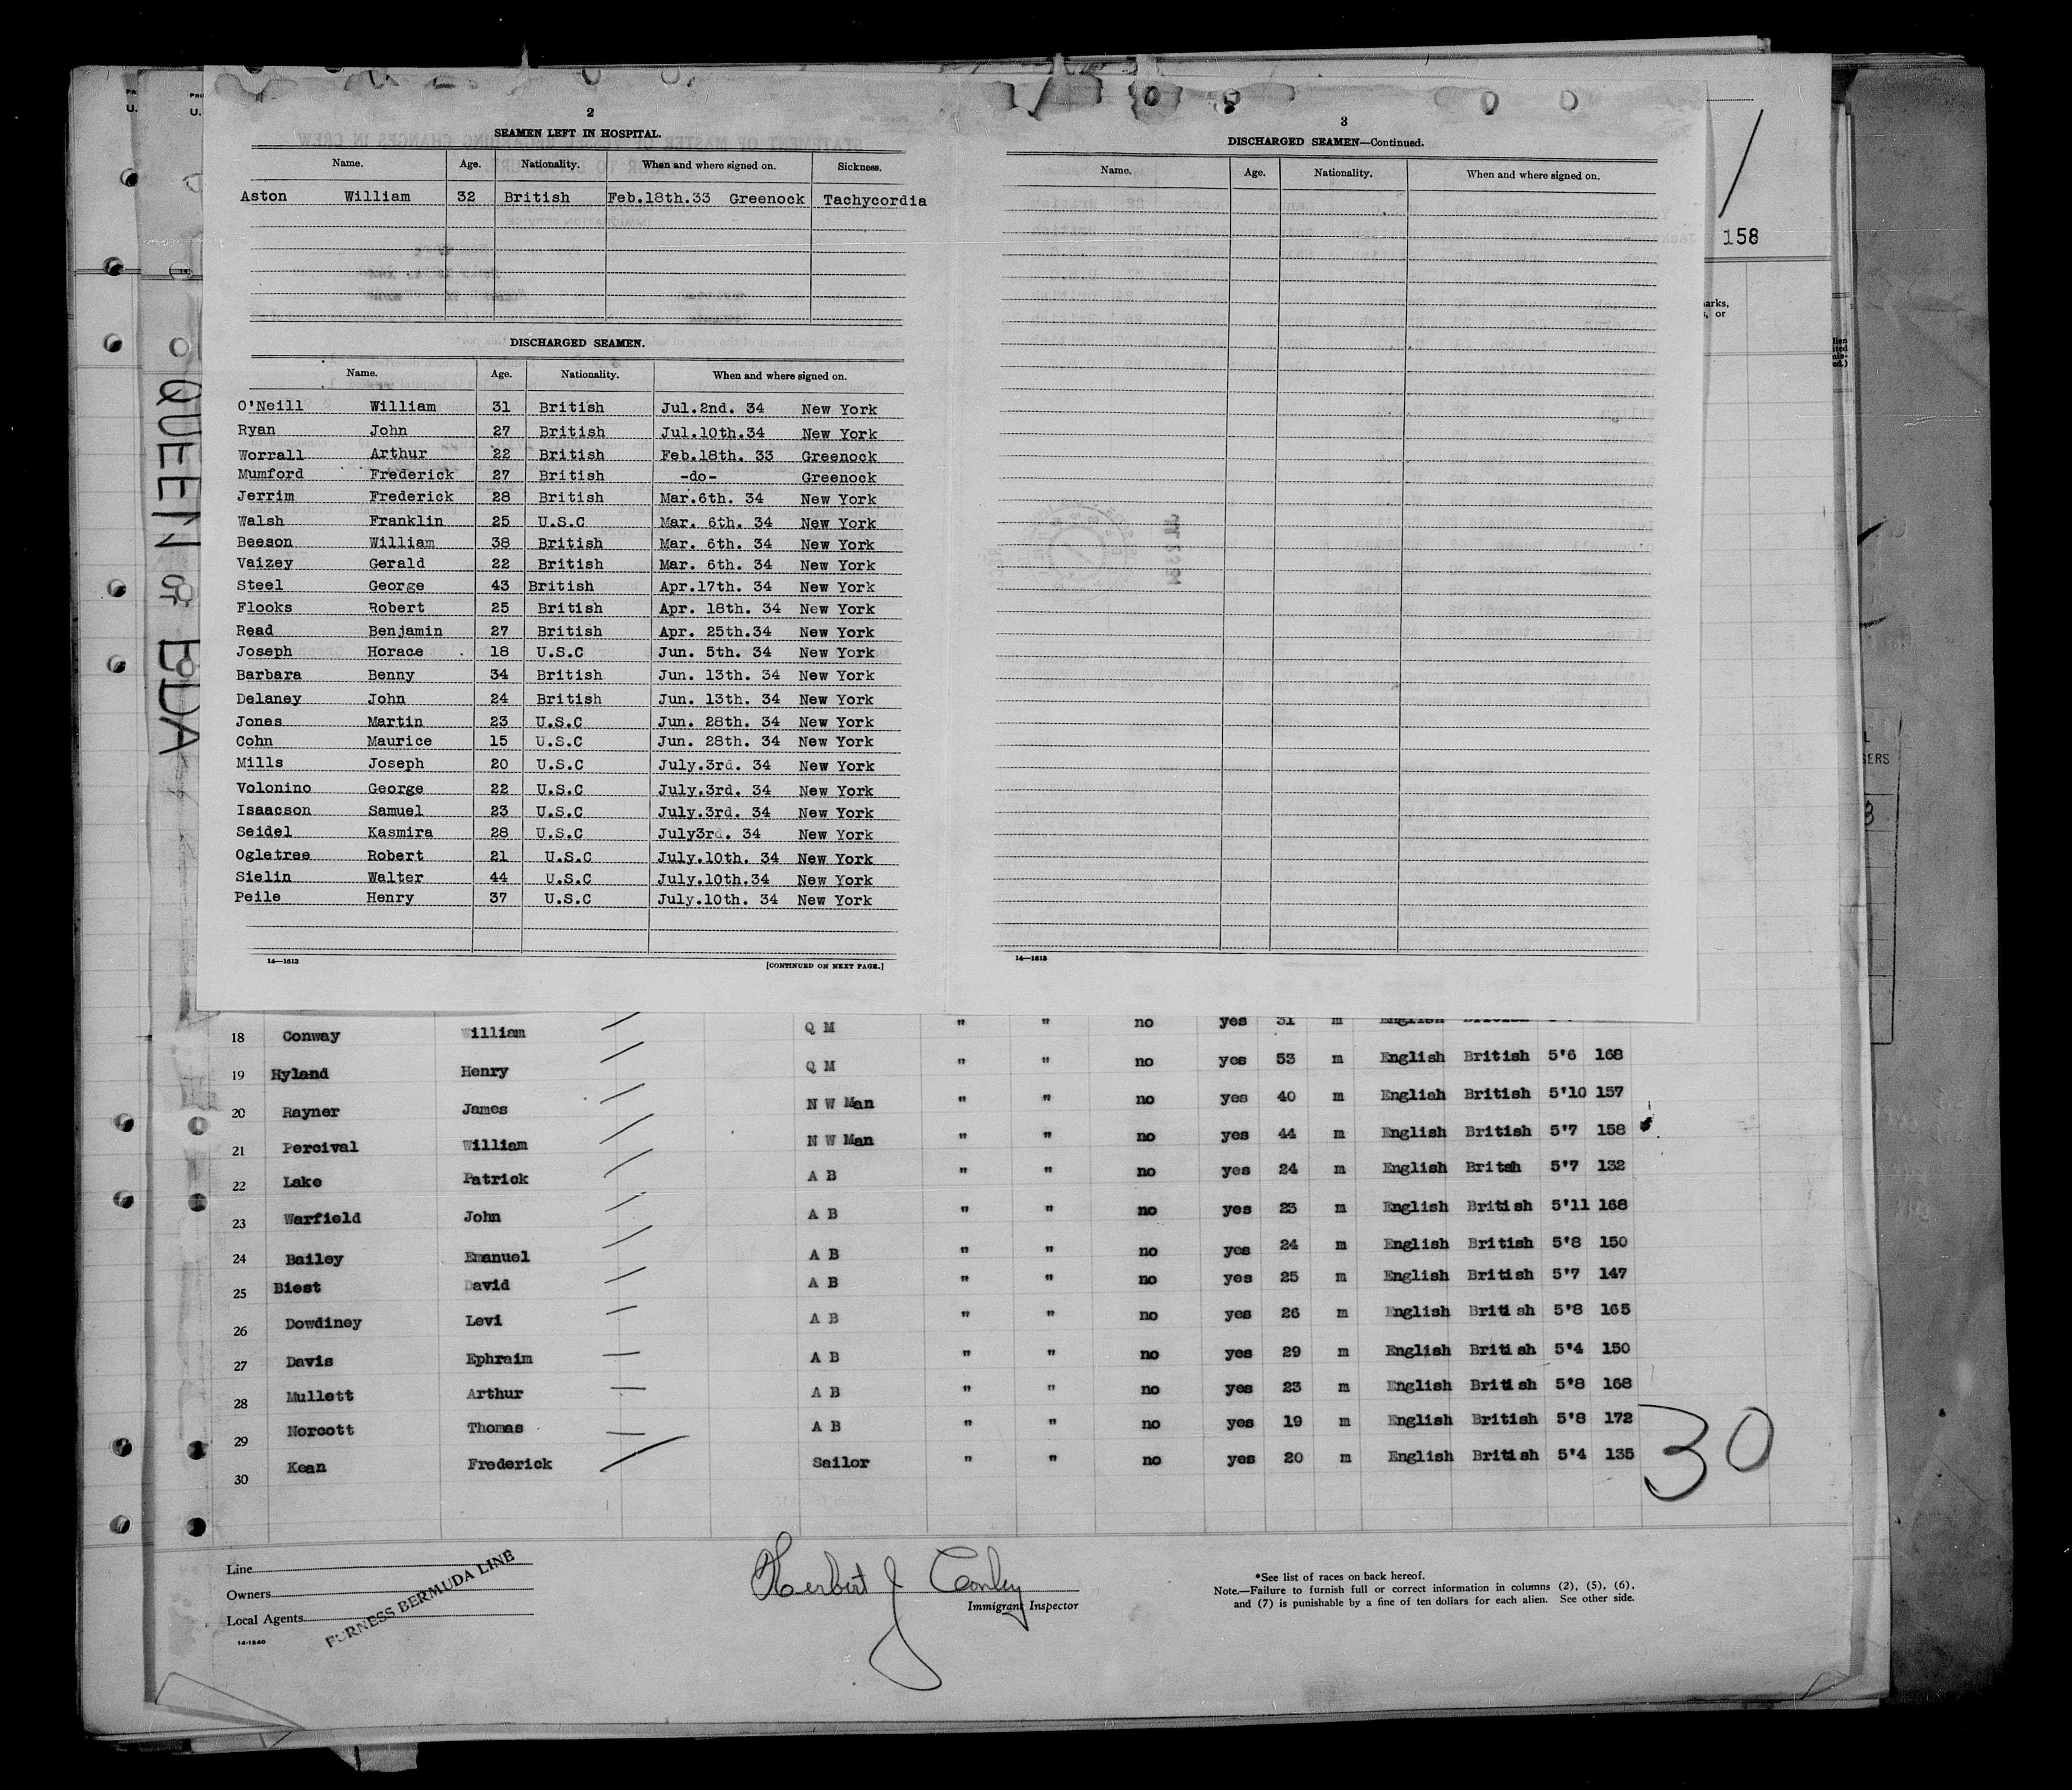 2
SEAMEN LEFT IN HOSPITAL.
Name. Age. Nationality. When and where signed on. Sickness.
Aston William 32 British Feb.18th.33 Greenock Tachycordia
DISCHARGED SEAMEN.
Name. Age. Nationality. When and where signed on.
O'Neill William 31 British Jul.2nd. 34 New York
Ryan John 27 British Jul.10th.34 New York
Worrall Arthur 22 British Feb.18th. 33 Greenock
Mumford Frederick 27 British -do- Greenock
Jerrim Frederick 28 British Mar.6th. 34 New York
Walsh Franklin 25 U.S.C Mar. 6th. 34 New York
Beeson William 38 British Mar. 6th. 34 New York
Vaizey Gerald 22 British Mar. 6th. 34 New York
Steel George 43 British Apr.17th. 34 New York
Flooks Robert 25 British Apr. 18th. 34 New York
Read Benjamin 27 British Apr. 25th.34 New York
Joseph Horace 18 U.S.C Jun. 5th. 34 New York
Barbara Benny 34 British Jun. 13th. 34 New York
Delaney John 24 British Jun. 13th. 34 New York
Jones Martin 23 U.S.C Jun. 28th. 34 New York
Cohn Maurice 15 U.S.C Jun. 28th. 34 New York
Mills Joseph 20 U.S.C July.3rd. 34 New York
Volonino George 22 U.S.C July.3rd. 34 New York
Isaacson Samuel 23 U.S.C July.3rd. 34 New York
Seidel Kasmira 28 U.S.C July3rd. 34 New York
Ogletree Robert 21 U.S.C July.10th. 34 New York
Sielin Walter 44 U.S.C July.10th.34 New York
Peile Henry 37 U.S.C July.10th. 34 New York
14—1613 [CONTINUED ON NEXT PAGE.]
3
DISCHARGED SEAMEN—Continued.
Name. Age. Nationality. When and where signed on.
14—1613
158
QUEEN of
18 Conway William Q M " " no yes 31 m English British
19 Hyland Henry Q M " " no yes 53 m English British 5'6 168
20 Rayner James N W Man " " no yes 40 m English British 5'10 157
21 Percival William N W Man " " no yes 44 m English British 5'7 158
22 Lake Patrick A B " " no yes 24 m English Britsh 5'7 132
23 Warfield John A B " " no yes 23 m English British 5'11 168
24 Bailey Emanuel A B " " no yes 24 m English British 5'8 150
25 Biest David A B " " no yes 25 m English British 5'7 147
26 Dowdiney Levi A B " " no yes 26 m English British 5'8 165
27 Davis Ephraim A B " " no yes 29 m English British 5'4 150
28 Mullett Arthur A B " " no yes 23 m English British 5'8 168
29 Norcott Thomas A B " " no yes 19 m English British 5'8 172
30 Kean Frederick Sailor " " no yes 20 m English British 5'4 135
30
Line
Owners
Local Agents
FURNESS BERMUDA LINE
14-1240
Herbert J Conley
Immigrant Inspector
*See list of races on back hereof.
Note.—Failure to furnish full or correct information in columns (2), (5), (6),
and (7) is punishable by a fine of ten dollars for each alien. See other side.